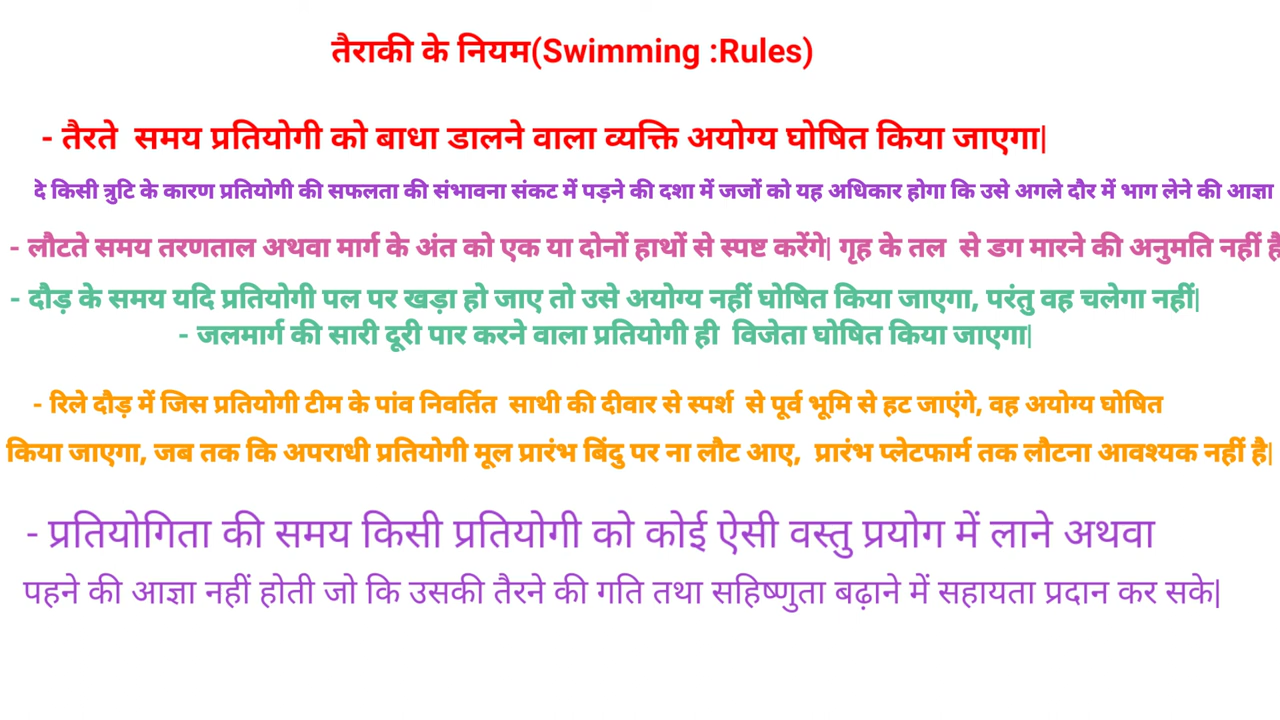 तैराकी के नियम(Swimming :Rules)
- तैरते समय प्रतियोगी को बाधा डालने वाला व्यक्ति अयोग्य घोषित किया जाएगा|
किसी त्रुटि के कारण प्रतियोगी की सफलता की संभावना संकट में पड़ने की दशा में जजों को यह अधिकार होगा कि उसे अगले दौर में भाग लेने की आज्ञा
- लौटते समय तरणताल अथवा मार्ग के अंत को एक या दोनों हाथों से स्पष्ट करेंगे| गृह के तल से डग मारने की अनुमति नहीं
- दौड़ के समय यदि प्रतियोगी पल पर खड़ा हो जाए तो उसे अयोग्य नहीं घोषित किया जाएगा, परंतु वह चलेगा नहीं|
- जलमार्ग की सारी दूरी पार करने वाला प्रतियोगी ही विजेता घोषित किया जाएगा|
- रिले दौड़ में जिस प्रतियोगी टीम के पांव निवर्तित साथी की दीवार से स्पर्श से पूर्व भूमि से हट जाएंगे, वह अयोग्य घोषित
किया जाएगा, जब तक कि अपराधी प्रतियोगी मूल प्रारंभ बिंदु पर ना लौट आए, प्रारंभ प्लेटफार्म तक लौटना आवश्यक नहीं है|
- प्रतियोगिता की समय किसी प्रतियोगी को कोई ऐसी वस्तु प्रयोग में लाने अथवा
पहने की आज्ञा नहीं होती जो कि उसकी तैरने की गति तथा सहिष्णुता बढ़ाने में सहायता प्रदान कर सके|